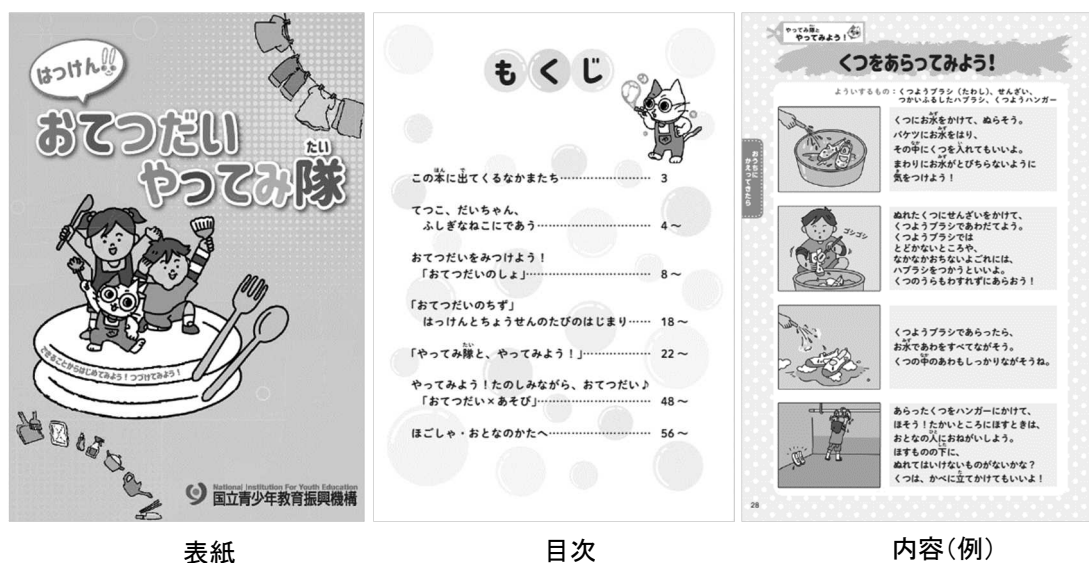 はっけん!!
おてつだい
やってみ隊
たい
できることからはじめてみよう！つづけてみよう！
National Institution For Youth Education
国立青少年教育振興機構
表紙
もくじ
この本に出てくるなかまたち……………… 3
てつこ、だいちゃん、
ふしぎなねこにであう……………… 4～
おてつだいをみつけよう！
「おてつだいのしょ」……………… 8～
「おてつだいのちず」
はっけんとちょうせんのたびのはじまり…… 18～
「やってみ隊と、やってみよう！」……………… 22～
やってみよう！たのしみながら、おてつだい♪
「おてつだい×あそび」……………… 48～
ほごしゃ・おとなのかたへ……………… 56～
目次
やってみ隊と
やってみよう！
くつをあらってみよう！
よういするもの：くつようブラシ（たわし）、せんざい、
つかいふるしたハブラシ、くつようハンガー
おうちに
かえってきたら
くつにお水をかけて、ぬらそう。
バケツにお水をはり、
その中にくつを入れてもいいよ。
まわりにお水がとびちらないように
気をつけよう！
ゴシゴシ
ぬれたくつにせんざいをかけて、
くつようブラシであわだてよう。
くつようブラシでは
とどかないところや、
なかなかおちないよごれには、
ハブラシをつかうといいよ。
くつのうらもわすれずにあらおう！
くつようブラシであらったら、
お水であわをすべてながそう。
くつの中のあわもしっかりながそうね。
あらったくつをハンガーにかけて、
ほそう！たかいところにほすときは、
おとなの人におねがいしよう。
ほすものの下に、
ぬれてはいけないものがないかな？
くつは、かべに立てかけてもいいよ！
28
内容（例）